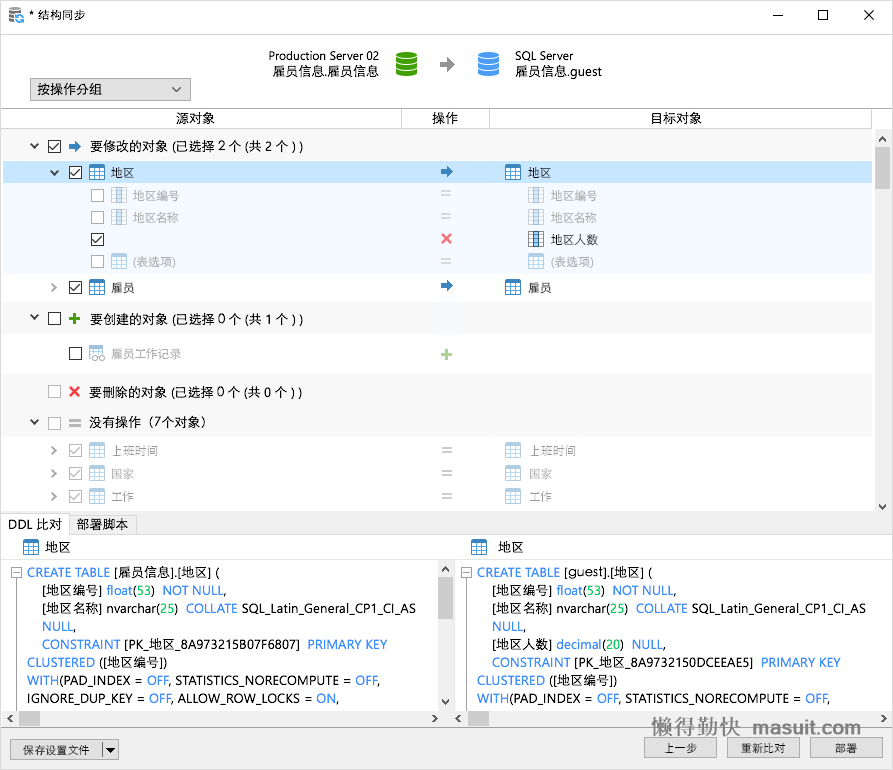 * 结构同步
Production Server 02
雇员信息.雇员信息
SQL Server
雇员信息.guest
按操作分组
源对象 操作 目标对象
要修改的对象 (已选择 2 个 (共 2 个 ) )
地区 地区
地区编号 地区编号
地区名称 地区名称
地区人数
(表选项) (表选项)
雇员 雇员
要创建的对象 (已选择 0 个 (共 1 个 ) )
雇员工作记录
要删除的对象 (已选择 0 个 (共 0 个 ) )
没有操作（7个对象）
上班时间 上班时间
国家 国家
工作 工作
DDL 比对 部署脚本
地区
CREATE TABLE [雇员信息].[地区] (
[地区编号] float(53) NOT NULL,
[地区名称] nvarchar(25) COLLATE SQL_Latin_General_CP1_CI_AS
NULL,
CONSTRAINT [PK_地区_8A973215B07F6807] PRIMARY KEY
CLUSTERED ([地区编号])
WITH(PAD_INDEX = OFF, STATISTICS_NORECOMPUTE = OFF,
IGNORE_DUP_KEY = OFF, ALLOW_ROW_LOCKS = ON,
地区
CREATE TABLE [guest].[地区] (
[地区编号] float(53) NOT NULL,
[地区名称] nvarchar(25) COLLATE SQL_Latin_General_CP1_CI_AS
NULL,
[地区人数] decimal(20) NULL,
CONSTRAINT [PK_地区_8A9732150DCEEAE5] PRIMARY KEY
CLUSTERED ([地区编号])
WITH(PAD_INDEX = OFF, STATISTICS_NORECOMPUTE = OFF,
懒得勤快 masuit.com
保存设置文件 上一步 重新比对 部署